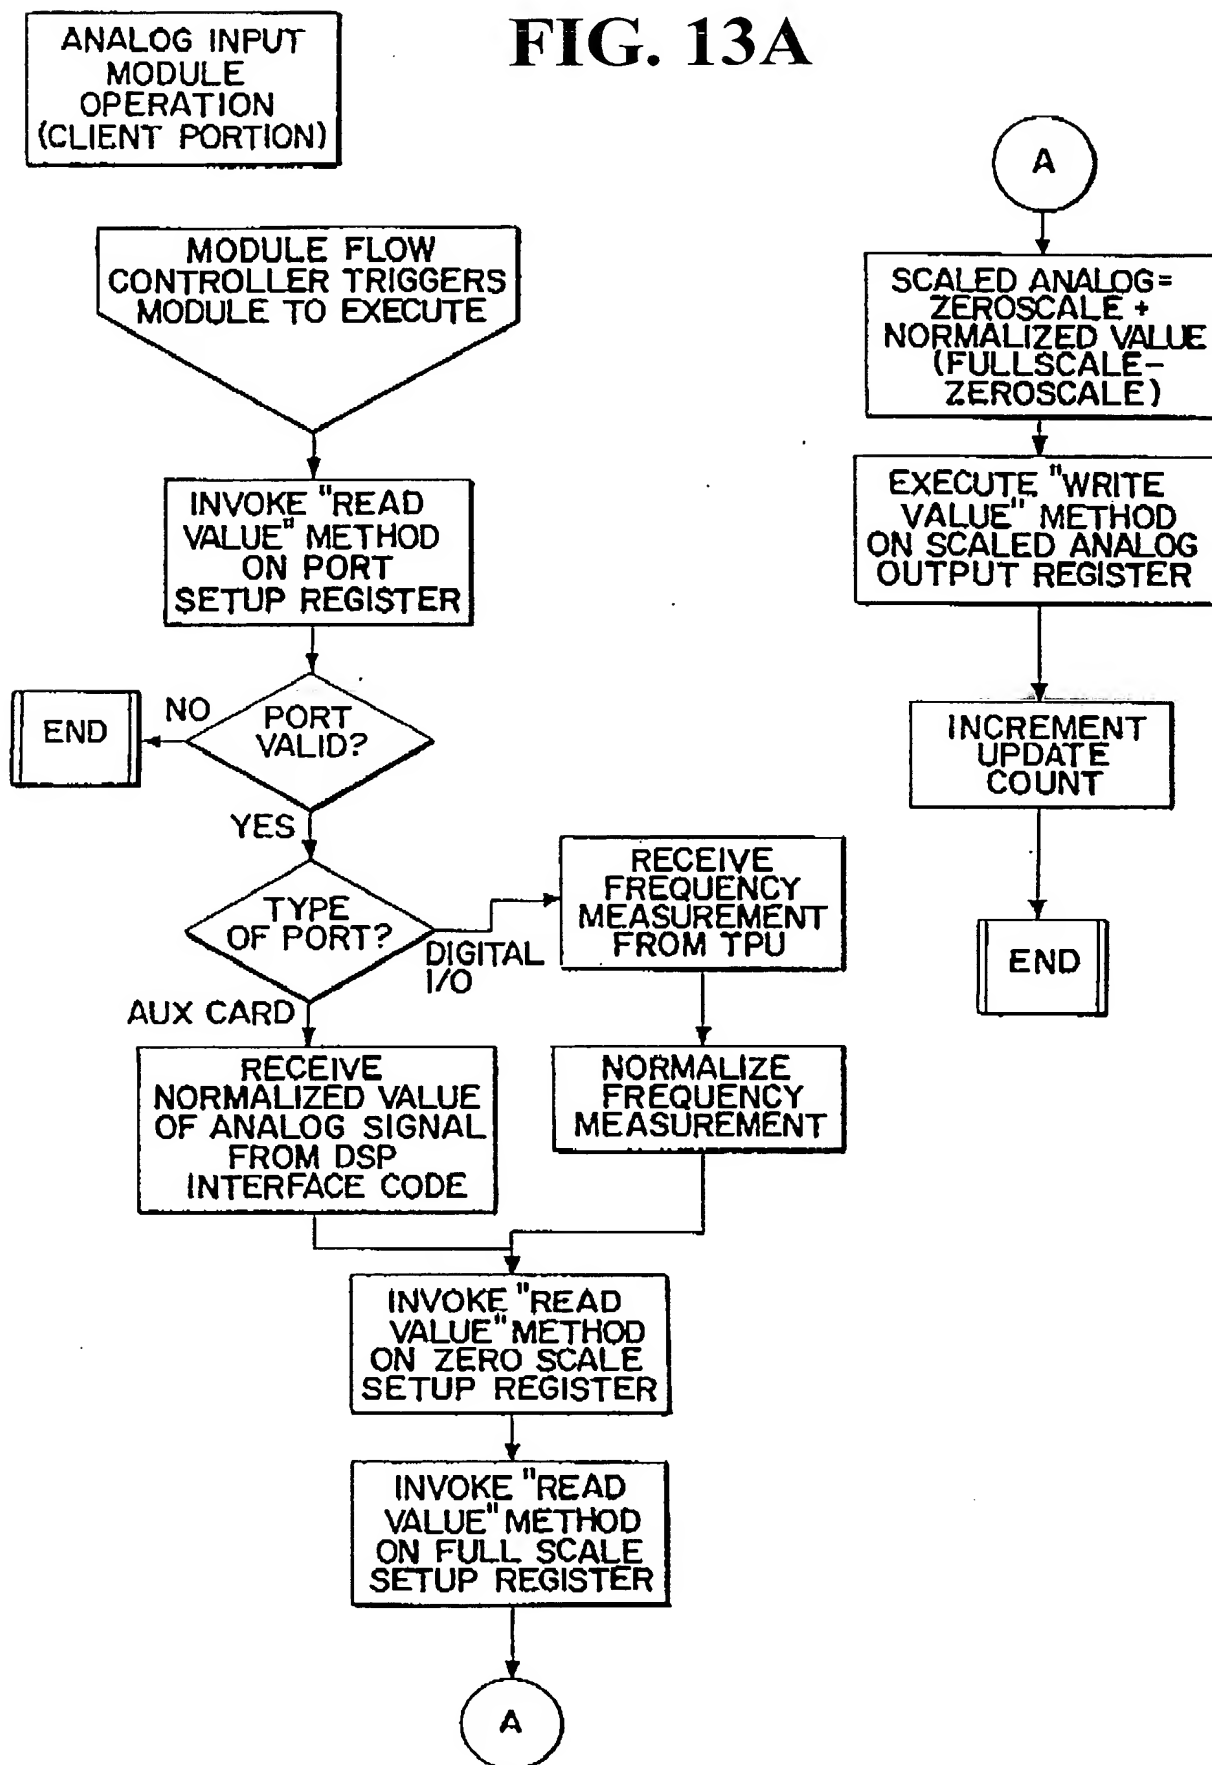 FIG. 13A
ANALOG INPUT
MODULE
OPERATION
(CLIENT PORTION)
MODULE FLOW
CONTROLLER TRIGGERS
MODULE TO EXECUTE
INVOKE "READ
VALUE" METHOD
ON PORT
SETUP REGISTER
PORT
VALID?
NO
END
YES
TYPE
OF PORT?
DIGITAL
I/O
AUX CARD
RECEIVE
FREQUENCY
MEASUREMENT
FROM TPU
NORMALIZE
FREQUENCY
MEASUREMENT
RECEIVE
NORMALIZED VALUE
OF ANALOG SIGNAL
FROM DSP
INTERFACE CODE
INVOKE "READ
VALUE" METHOD
ON ZERO SCALE
SETUP REGISTER
INVOKE "READ
VALUE" METHOD
ON FULL SCALE
SETUP REGISTER
A
A
SCALED ANALOG=
ZEROSCALE +
NORMALIZED VALUE
(FULLSCALE-
ZEROSCALE)
EXECUTE "WRITE
VALUE" METHOD
ON SCALED ANALOG
OUTPUT REGISTER
INCREMENT
UPDATE
COUNT
END